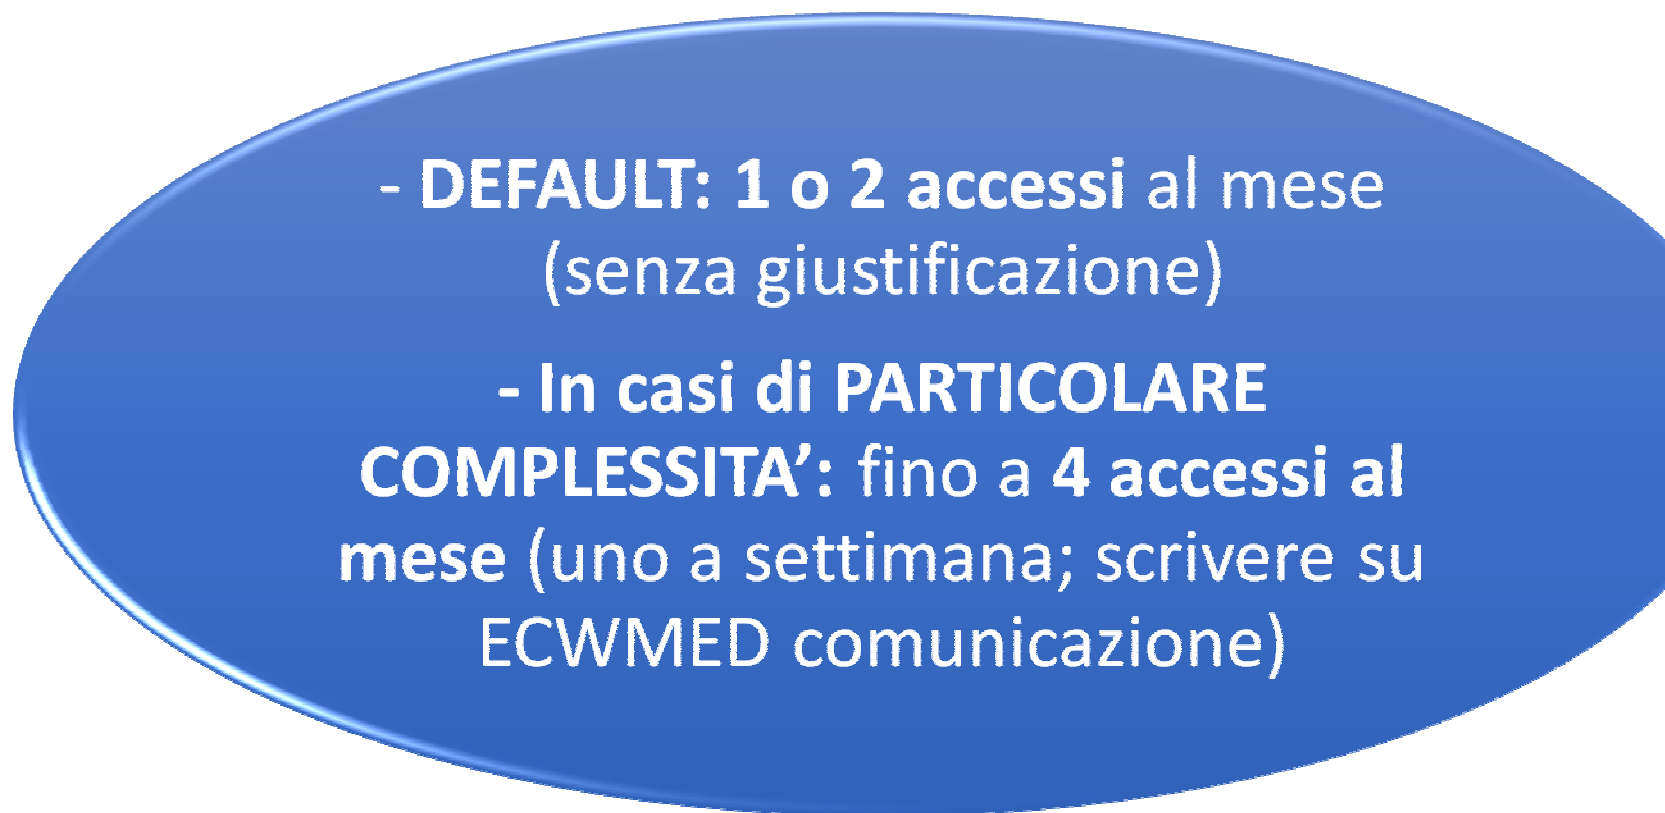 - DEFAULT: 1 o 2 accessi al mese
(senza giustificazione)
- In casi di PARTICOLARE
COMPLESSITA’: fino a 4 accessi al
mese (uno a settimana; scrivere su
ECWMED comunicazione)